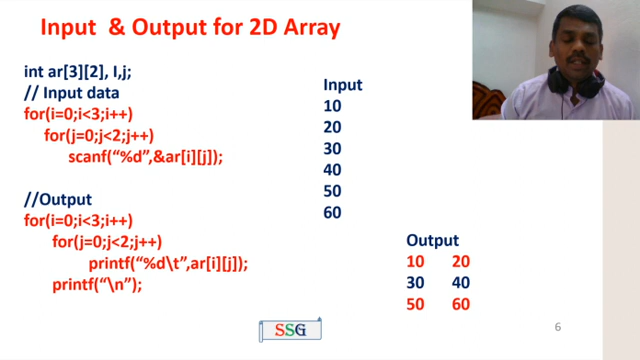 Input & Output for 2D Array
int ar[3][2], I,j;
// Input data
for(i=0;i<3;i++)
for(j=0;j<2;j++)
scanf(“%d”,&ar[i][j]);
//Output
for(i=0;i<3;i++)
for(j=0;j<2;j++)
printf(“%d\t”,ar[i][j]);
printf(“\n”);
Input
10
20
30
40
50
60
Output
10 20
30 40
50 60
SSG
6